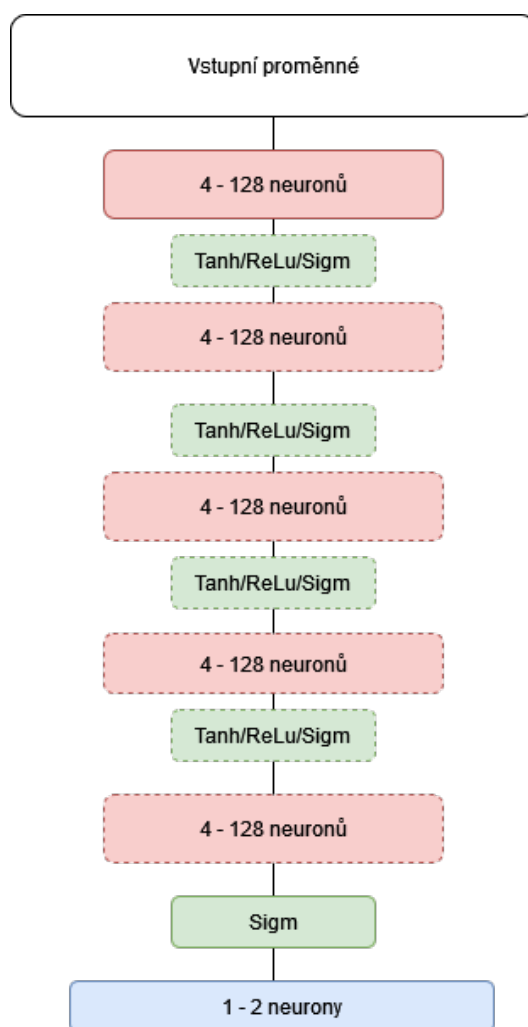 Vstupní proměnné
4 - 128 neuronů
Tanh/ReLu/Sigm
4 - 128 neuronů
Tanh/ReLu/Sigm
4 - 128 neuronů
Tanh/ReLu/Sigm
4 - 128 neuronů
Tanh/ReLu/Sigm
4 - 128 neuronů
Sigm
1 - 2 neurony